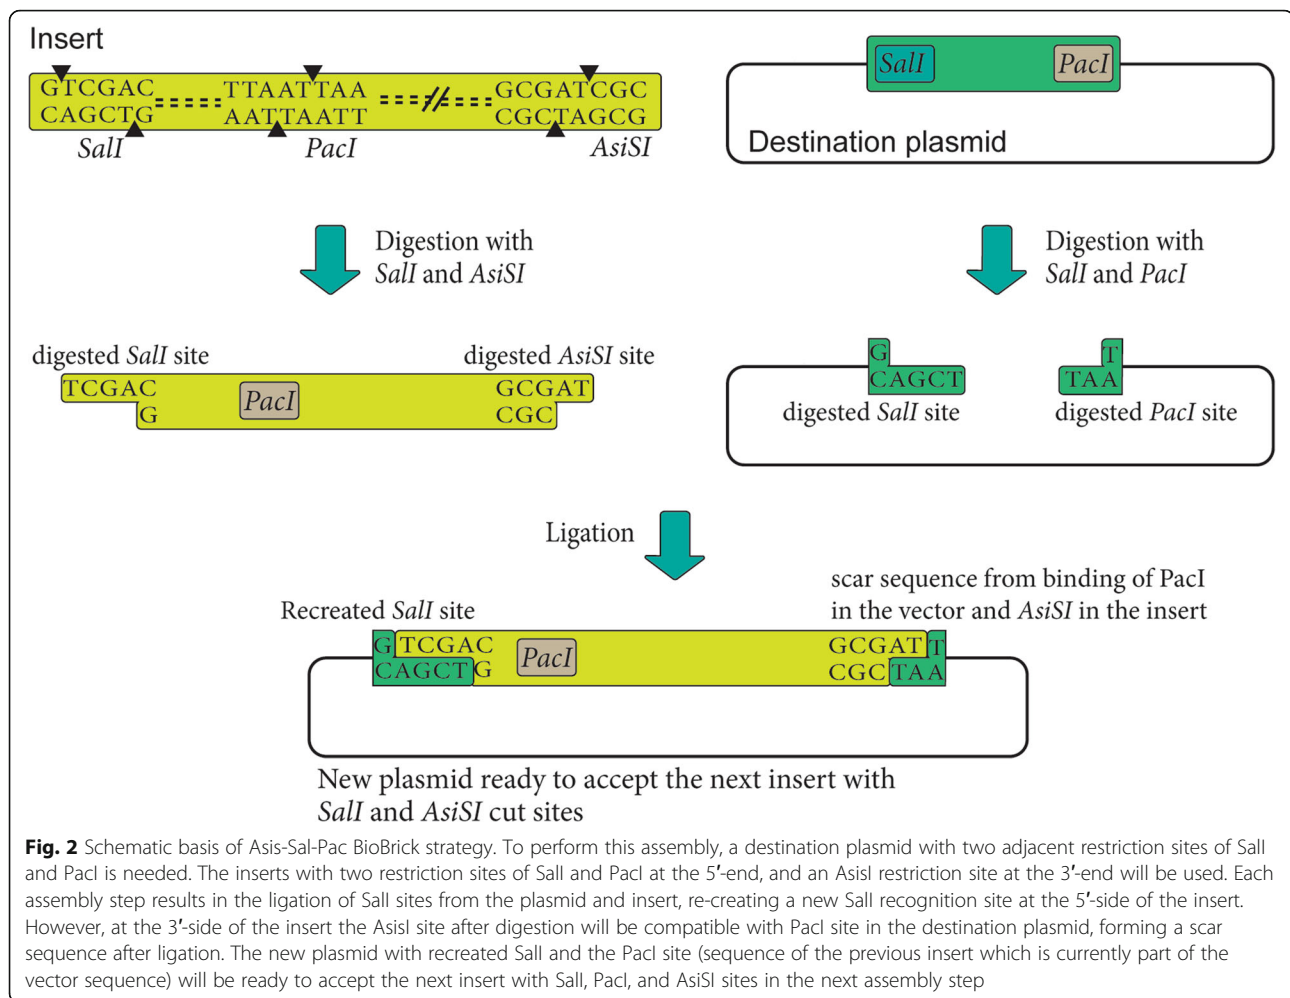 Insert
GTCGAC TTAATTAA GCGATCGC
CAGCTG AATTAATT CGCTAGCG
SalI PacI AsiSI
SalI PacI
Destination plasmid
Digestion with
SalI and AsiSI
Digestion with
SalI and PacI
digested SalI site digested AsiSI site
TCGAC GCGAT
G PacI CGC
G T
CAGCT TAA
digested SalI site digested PacI site
Ligation
scar sequence from binding of PacI
in the vector and AsiSI in the insert
Recreated SalI site
GTCGAC GCGATT
CAGCTG PacI CGCTAA
New plasmid ready to accept the next insert with
SalI and AsiSI cut sites
Fig. 2 Schematic basis of Asis-Sal-Pac BioBrick strategy. To perform this assembly, a destination plasmid with two adjacent restriction sites of SalI
and PacI is needed. The inserts with two restriction sites of SalI and PacI at the 5′-end, and an AsisI restriction site at the 3′-end will be used. Each
assembly step results in the ligation of SalI sites from the plasmid and insert, re-creating a new SalI recognition site at the 5′-side of the insert.
However, at the 3′-side of the insert the AsisI site after digestion will be compatible with PacI site in the destination plasmid, forming a scar
sequence after ligation. The new plasmid with recreated SalI and the PacI site (sequence of the previous insert which is currently part of the
vector sequence) will be ready to accept the next insert with SalI, PacI, and AsiSI sites in the next assembly step